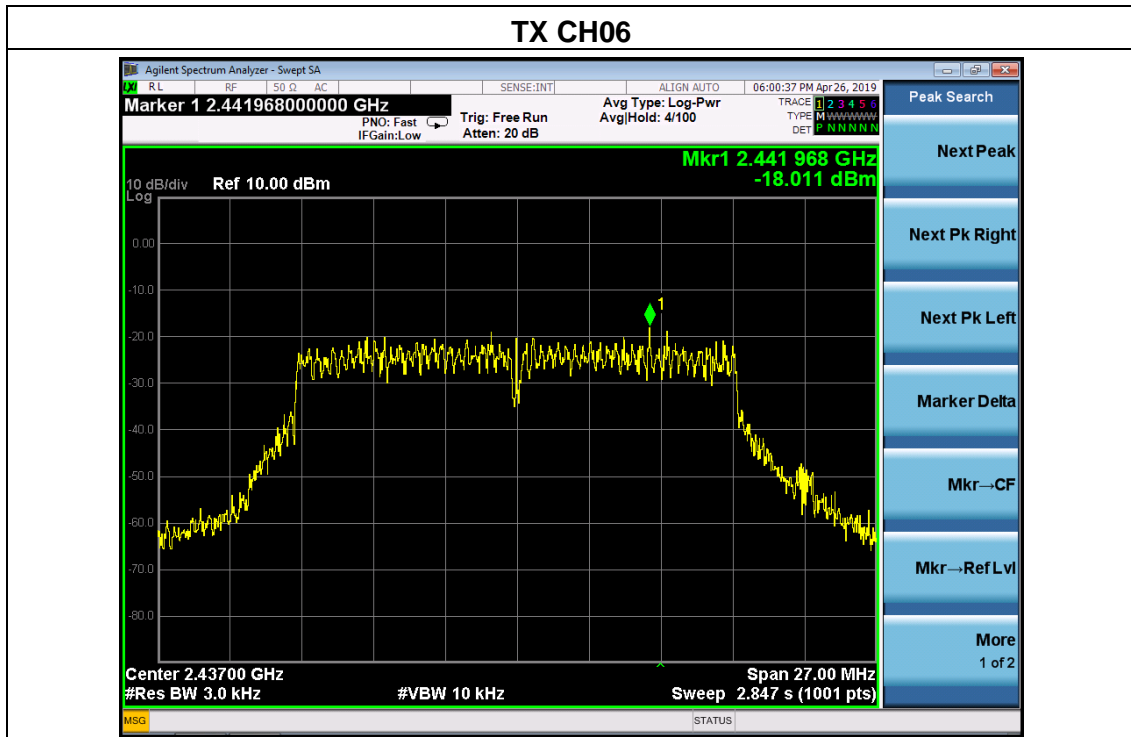 TX CH06
Agilent Spectrum Analyzer - Swept SA
LXI RL RF 50 Ω AC SENSE:INT ALIGN AUTO 06:00:37 PM Apr 26, 2019
Marker 1 2.441968000000 GHz
PNO: Fast
IFGain:Low
Trig: Free Run
Atten: 20 dB
Avg Type: Log-Pwr
Avg|Hold: 4/100
TRACE 1 2 3 4 5 6
TYPE M WWWWW
DET P N N N N N
Mkr1 2.441 968 GHz
-18.011 dBm
10 dB/div Ref 10.00 dBm
Log
0.00
-10.0
-20.0
-30.0
-40.0
-50.0
-60.0
-70.0
-80.0
1
Center 2.43700 GHz Span 27.00 MHz
#Res BW 3.0 kHz #VBW 10 kHz Sweep 2.847 s (1001 pts)
MSG STATUS
Peak Search
Next Peak
Next Pk Right
Next Pk Left
Marker Delta
Mkr→CF
Mkr→Ref Lvl
More
1 of 2